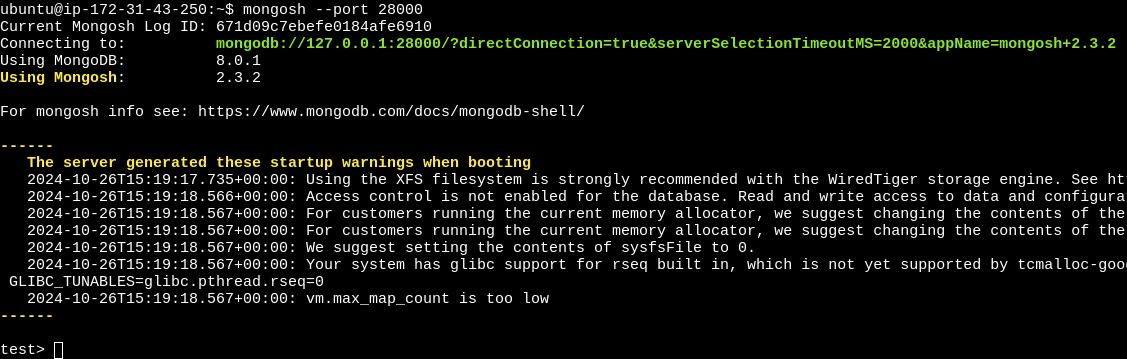 ubuntu@ip-172-31-43-250:~$ mongosh --port 28000
Current Mongosh Log ID: 671d09c7ebefe0184afe6910
Connecting to:          mongodb://127.0.0.1:28000/?directConnection=true&serverSelectionTimeoutMS=2000&appName=mongosh+2.3.2
Using MongoDB:          8.0.1
Using Mongosh:          2.3.2
For mongosh info see: https://www.mongodb.com/docs/mongodb-shell/
------
   The server generated these startup warnings when booting
   2024-10-26T15:19:17.735+00:00: Using the XFS filesystem is strongly recommended with the WiredTiger storage engine. See
   2024-10-26T15:19:18.566+00:00: Access control is not enabled for the database. Read and write access to data and
   2024-10-26T15:19:18.567+00:00: For customers running the current memory allocator, we suggest changing the contents of the
   2024-10-26T15:19:18.567+00:00: For customers running the current memory allocator, we suggest changing the contents of the
   2024-10-26T15:19:18.567+00:00: We suggest setting the contents of sysfsFile to 0.
   2024-10-26T15:19:18.567+00:00: Your system has glibc support for rseq built in, which is not yet supported by
 GLIBC_TUNABLES=glibc.pthread.rseq=0
   2024-10-26T15:19:18.567+00:00: vm.max_map_count is too low
------
test>